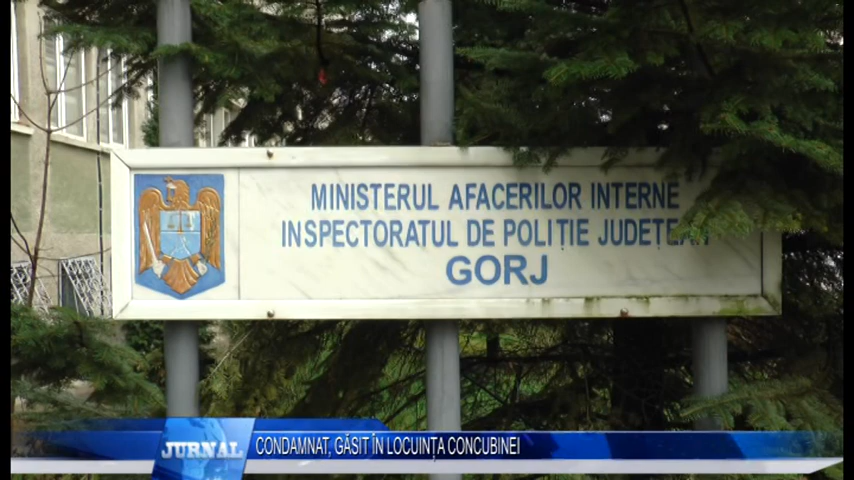 MINISTERUL AFACERILOR INTERNE
INSPECTORATUL DE POLIȚIE JUDEȚEAN
GORJ
JURNAL
CONDAMNAT, GĂSIT ÎN LOCUINȚA CONCUBINEI